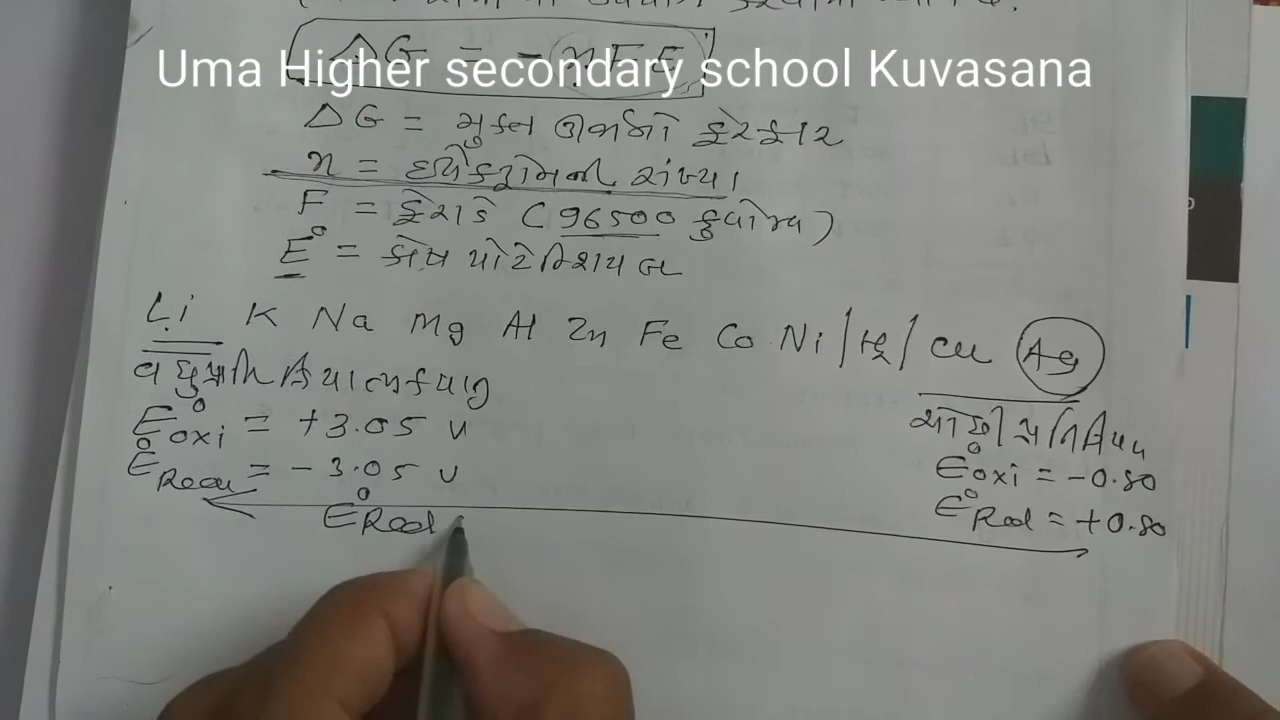 ΔG = -nFE
Uma Higher secondary school Kuvasana
ΔG = મુક્ત ઊર્જાનો ફેરફાર
n = ઇલેક્ટ્રોનની સંખ્યા
F = ફેરાડે (96500 કુલોમ્બ)
E° = કોષ પોટેન્શિયલ
Li K Na Mg Al Zn Fe Co Ni / H₂ / Cu Ag
વધુ પ્રતિક્રિયાત્મક ધાતુ
E°oxi = +3.05 V
E°Red = -3.05 V
ઓછી
E°oxi = -0.80
E°Red = +0.80
E°Red